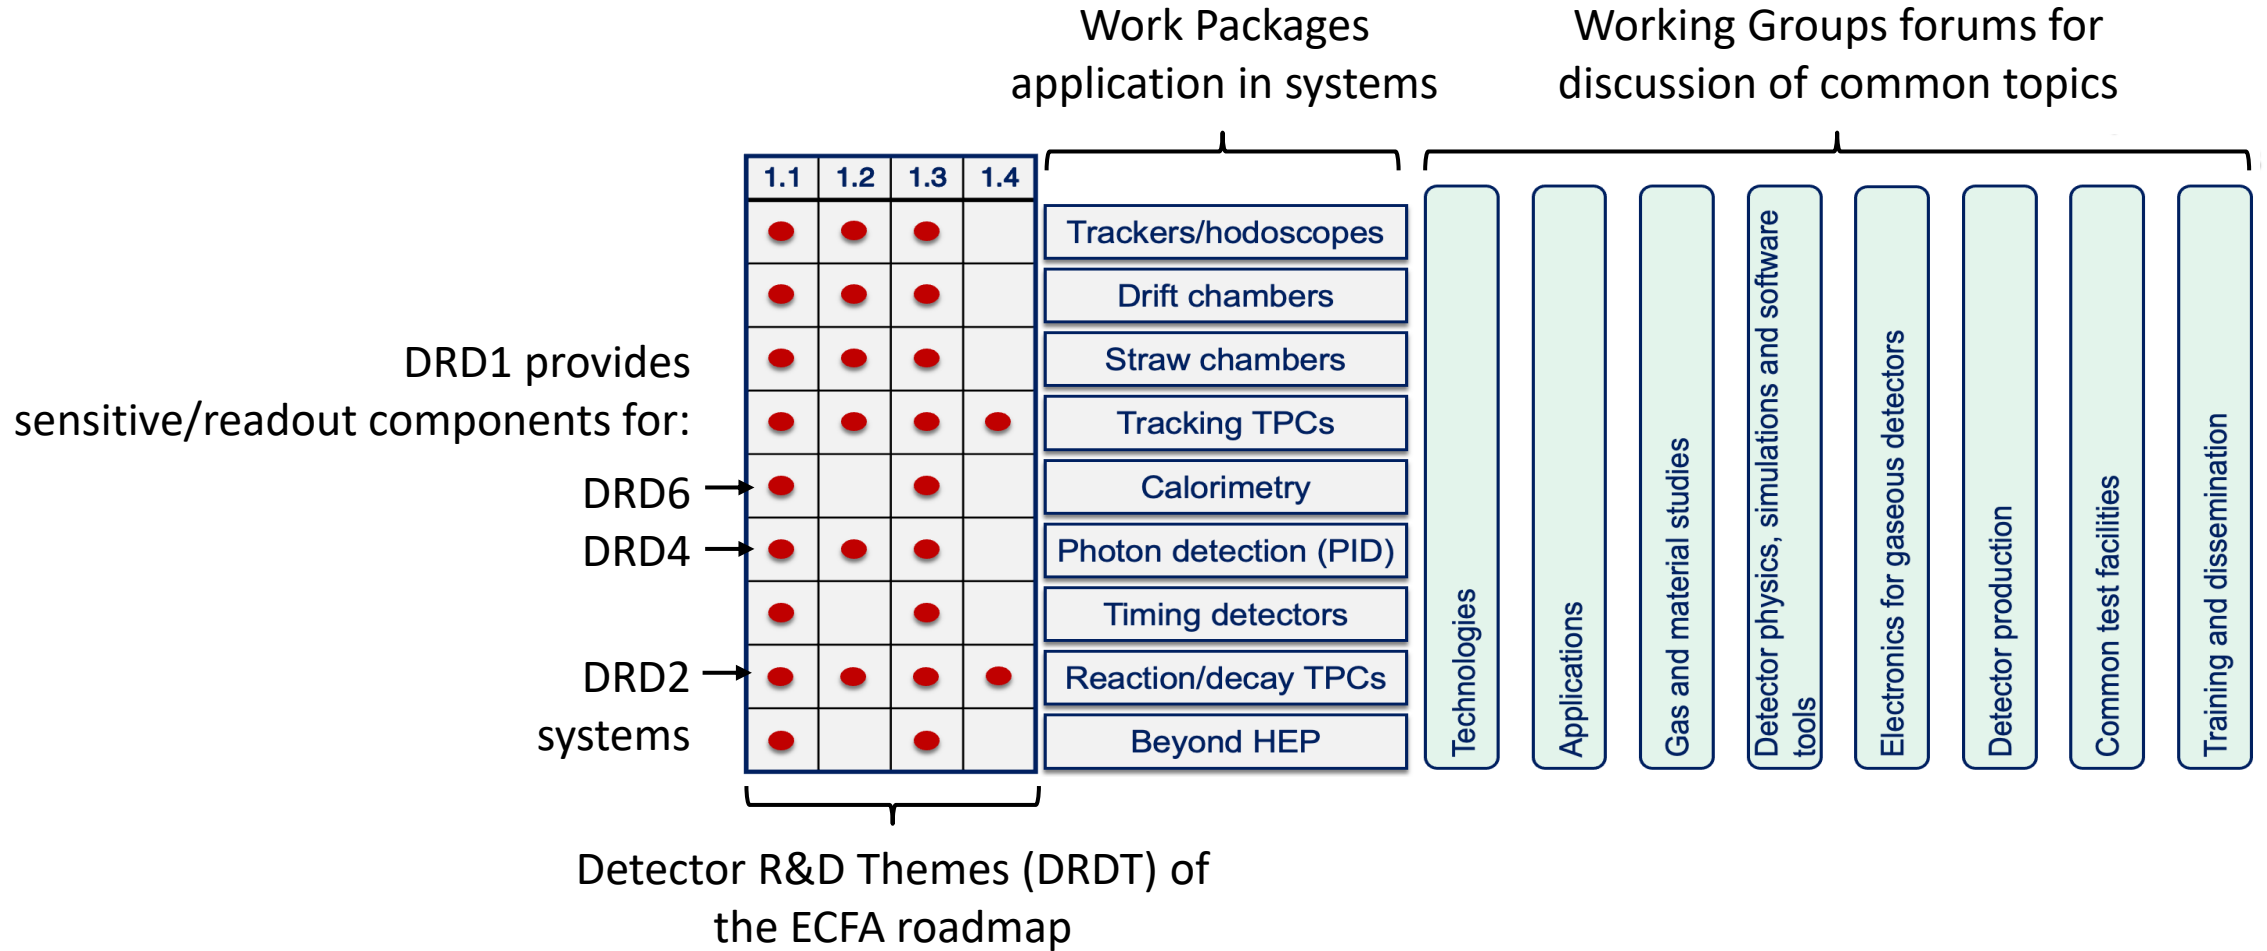 Work Packages
application in systems
Working Groups forums for
discussion of common topics
1.1 1.2 1.3 1.4
Trackers/hodoscopes
Drift chambers
Straw chambers
Tracking TPCs
Calorimetry
Photon detection (PID)
Timing detectors
Reaction/decay TPCs
Beyond HEP
DRD1 provides
sensitive/readout components for:
DRD6
DRD4
DRD2
systems
Technologies
Applications
Gas and material studies
Detector physics, simulations and software
tools
Electronics for gaseous detectors
Detector production
Common test facilities
Training and dissemination
Detector R&D Themes (DRDT) of
the ECFA roadmap